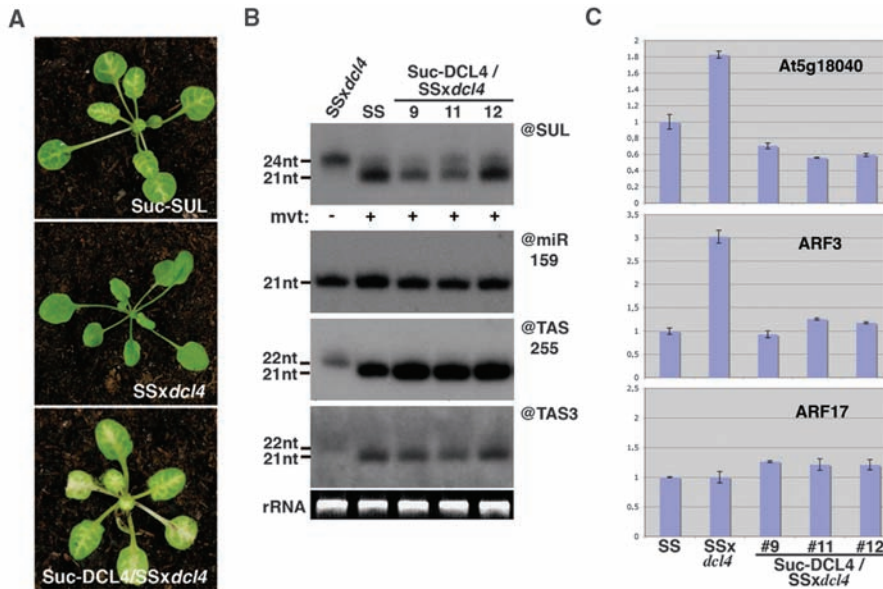 A
Suc-SUL
SSxdcl4
Suc-DCL4/SSxdcl4
B
SSxdcl4
SS
Suc-DCL4 /
SSxdcl4
9 11 12
@SUL
24nt
21nt
mvt: - + + + +
@miR
159
21nt
@TAS
255
22nt
21nt
@TAS3
22nt
21nt
rRNA
C
At5g18040
2
1.8
1.6
1.4
1.2
1
0.8
0,6
0.4
0.2
0
ARF3
3,5
3
2,5
2
1,5
1
0,5
0
ARF17
3
2,5
2
1.5
1
0,5
0
SS
SSx
dcl4
#9 #11 #12
Suc-DCL4 /
SSxdcl4